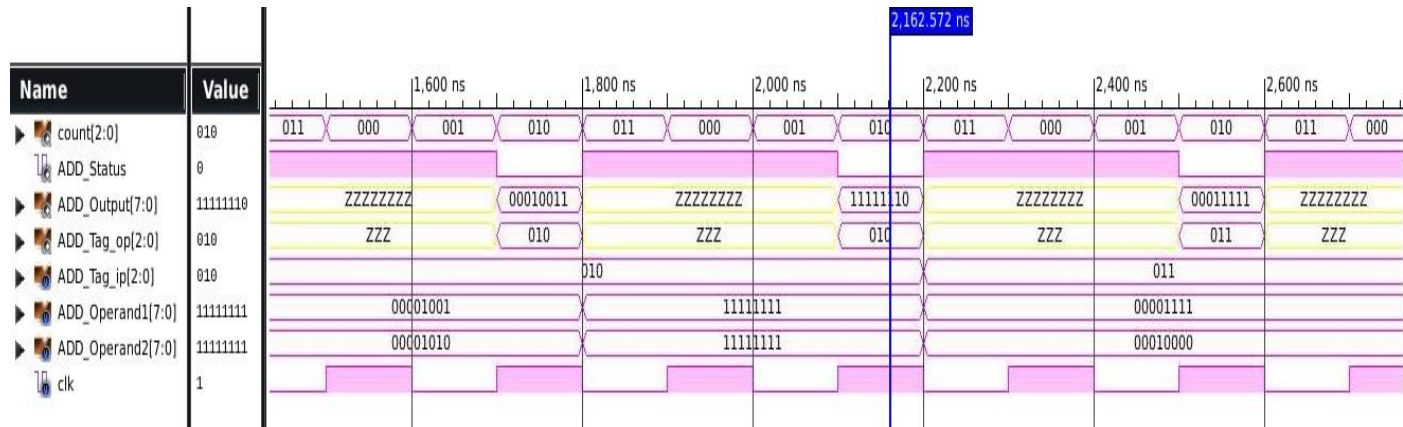 2,162.572 ns
Name Value 1,600 ns 1,800 ns 2,000 ns 2,200 ns 2,400 ns 2,600 ns
count[2:0] 010 011 000 001 010 011 000 001 010 011 000 001 010 011 000
ADD_Status 0
ADD_Output[7:0] 11111110 ZZZZZZZZ 00010011 ZZZZZZZZ 11111110 ZZZZZZZZ 00011111 ZZZZZZZZ
ADD_Tag_op[2:0] 010 ZZZ 010 ZZZ 010 ZZZ 011 ZZZ
ADD_Tag_ip[2:0] 010 010 011
ADD_Operand1[7:0] 11111111 00001001 11111111 00001111
ADD_Operand2[7:0] 11111111 00001010 11111111 00010000
clk 1